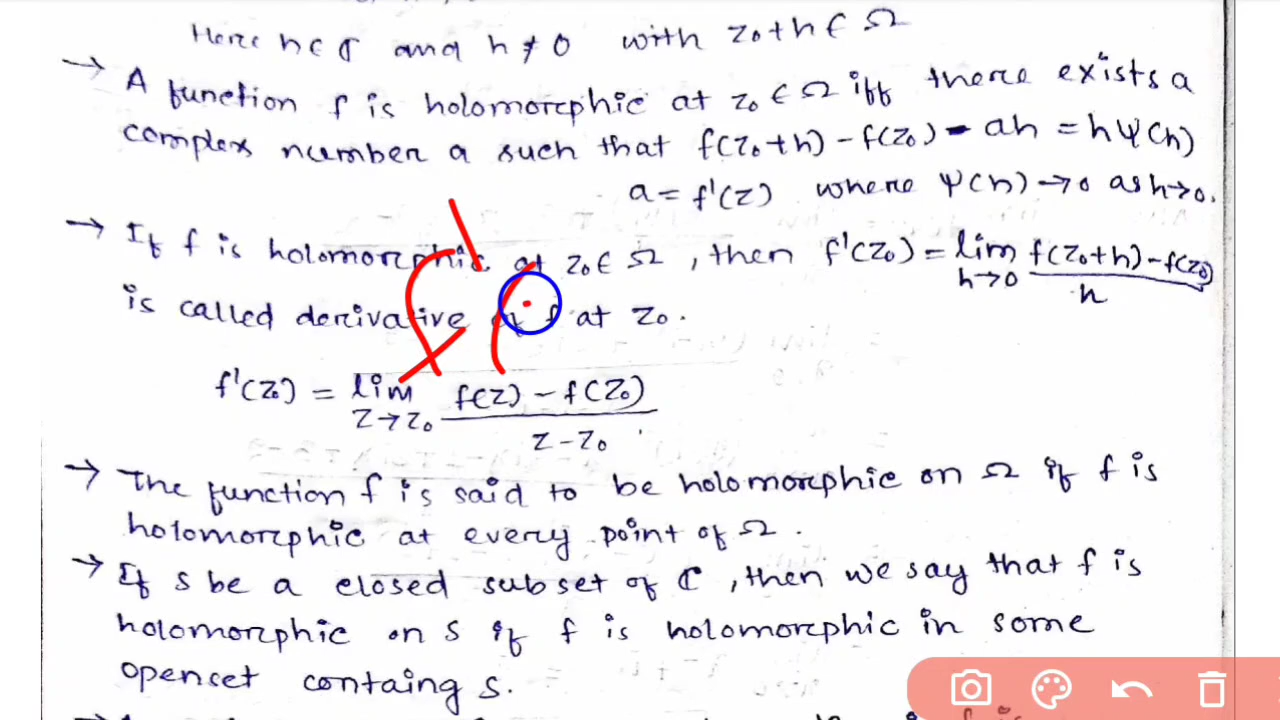 Here h ∈ ℂ and h ≠ 0 with z₀+h ∈ Ω
→ A function f is holomorphic at z₀ ∈ Ω iff there exists a
complex number a such that f(z₀+h) - f(z₀) - ah = hψ(h)
a = f'(z) where ψ(h) → 0 as h→0.
→ If f is holomorphic at z₀ ∈ Ω, then f'(z₀) = lim h→0 f(z₀+h) - f(z₀) / h
is called derivative of f at z₀.
f'(z₀) = lim z→z₀ f(z) - f(z₀) / z - z₀
→ The function f is said to be holomorphic on Ω if f is
holomorphic at every point of Ω.
→ If S be a closed subset of ℂ, then we say that f is
holomorphic on S if f is holomorphic in some
openset containg S.